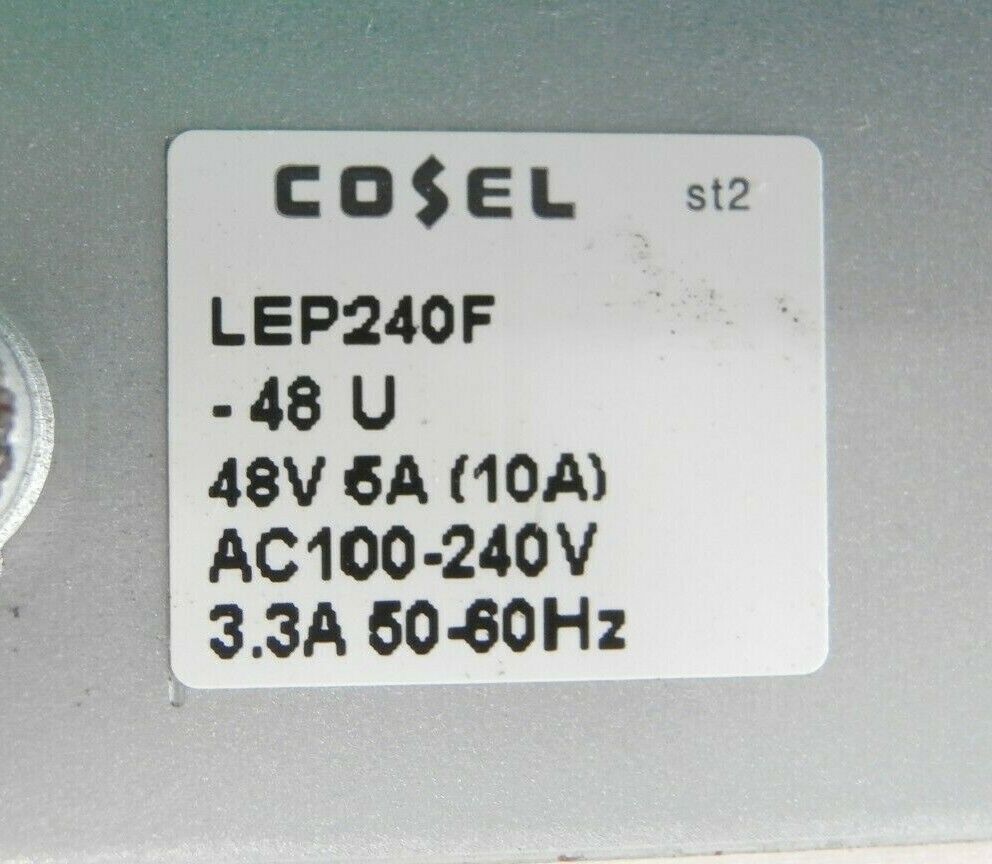 COSEL st2
LEP240F
- 48 U
48V 5A (10A)
AC100-240V
3.3A 50-60Hz